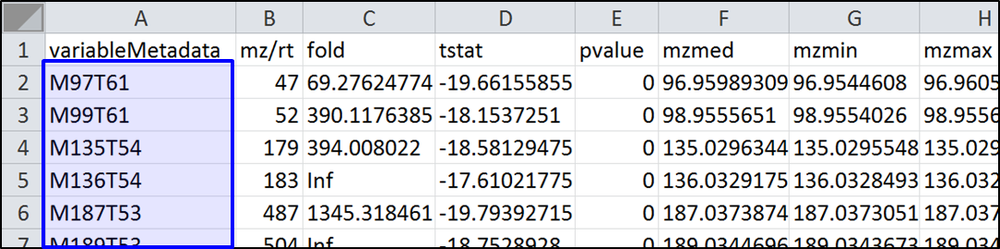 A B C D E F G H
1 variableMetadata mz/rt fold tstat pvalue mzmed mzmin mzmax
2 M97T61 47 69.27624774 -19.66155855 0 96.95989309 96.9544608 96.9605
3 M99T61 52 390.1176385 -18.1537251 0 98.9555651 98.9554026 98.9556
4 M135T54 179 394.008022 -18.58129475 0 135.0296344 135.0295548 135.029
5 M136T54 183 Inf -17.61021775 0 136.0329175 136.0328493 136.032
6 M187T53 487 1345.318461 -19.79392715 0 187.0373874 187.0373051 187.037
7 M189T53 504 Inf -18.7528928 0 189.0344696 189.0343673 189.034